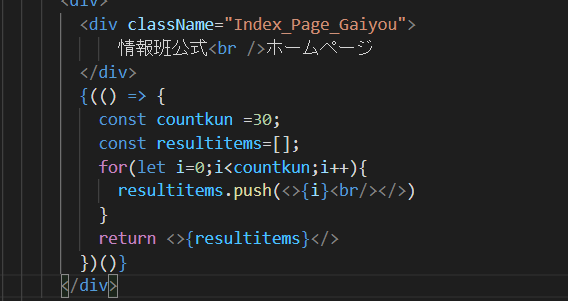 <div>
<div className="Index_Page_Gaiyou">
情報班公式<br />ホームページ
</div>
{(() => {
const countkun =30;
const resultitems=[];
for(let i=0;i<countkun;i++){
resultitems.push(<>{i}<br/></>)
}
return <>{resultitems}</>
})()}
</div>